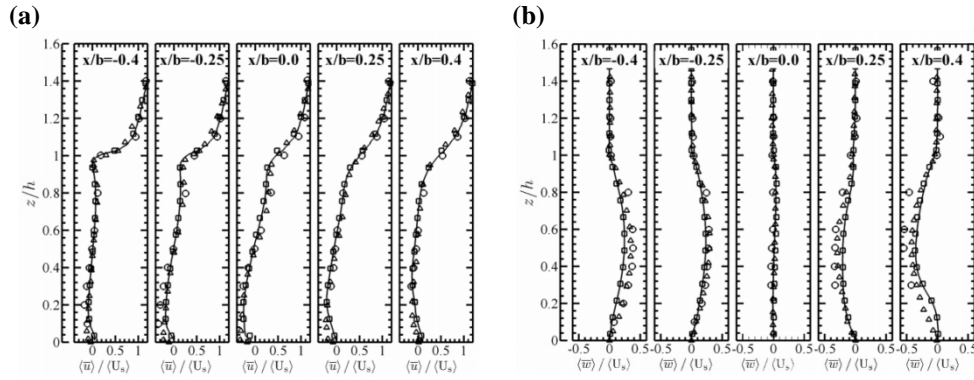 (a)
(b)
x/b=-0.4 x/b=-0.25 x/b=0.0 x/b=0.25 x/b=0.4
x/b=-0.4 x/b=-0.25 x/b=0.0 x/b=0.25 x/b=0.4
z/h
1.6
1.4
1.2
1
0.8
0.6
0.4
0.2
0
0 0.5 1 0 0.5 1 0 0.5 1 0 0.5 1 0 0.5 1
⟨u̅⟩ / ⟨Uₛ⟩ ⟨u̅⟩ / ⟨Uₛ⟩ ⟨u̅⟩ / ⟨Uₛ⟩ ⟨u̅⟩ / ⟨Uₛ⟩ ⟨u̅⟩ / ⟨Uₛ⟩
z/h
1.6
1.4
1.2
1
0.8
0.6
0.4
0.2
0
-0.5 0 0.5 -0.5 0 0.5 -0.5 0 0.5 -0.5 0 0.5 -0.5 0 0.5
⟨w̅⟩ / ⟨Uₛ⟩ ⟨w̅⟩ / ⟨Uₛ⟩ ⟨w̅⟩ / ⟨Uₛ⟩ ⟨w̅⟩ / ⟨Uₛ⟩ ⟨w̅⟩ / ⟨Uₛ⟩